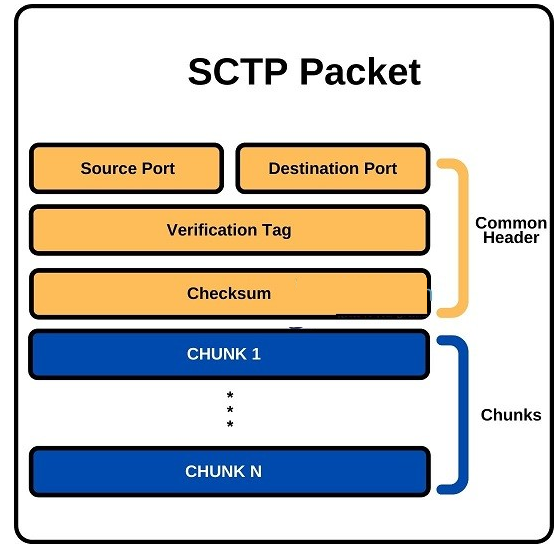 SCTP Packet
Source Port
Destination Port
Verification Tag
Common
Header
Checksum
CHUNK 1
*
*
*
Chunks
CHUNK N